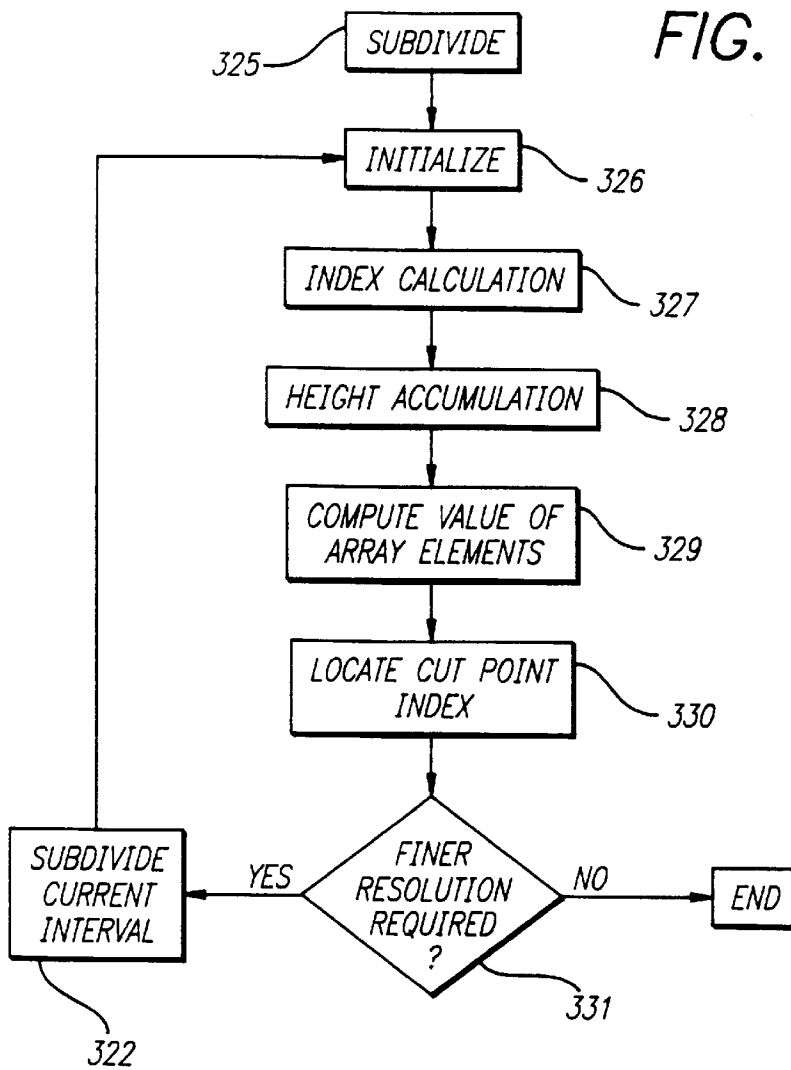 FIG.
SUBDIVIDE
325
INITIALIZE
326
INDEX CALCULATION
327
HEIGHT ACCUMULATION
328
COMPUTE VALUE OF
ARRAY ELEMENTS
329
LOCATE CUT POINT
INDEX
330
FINER
RESOLUTION
REQUIRED
?
331
YES
NO
END
SUBDIVIDE
CURRENT
INTERVAL
322